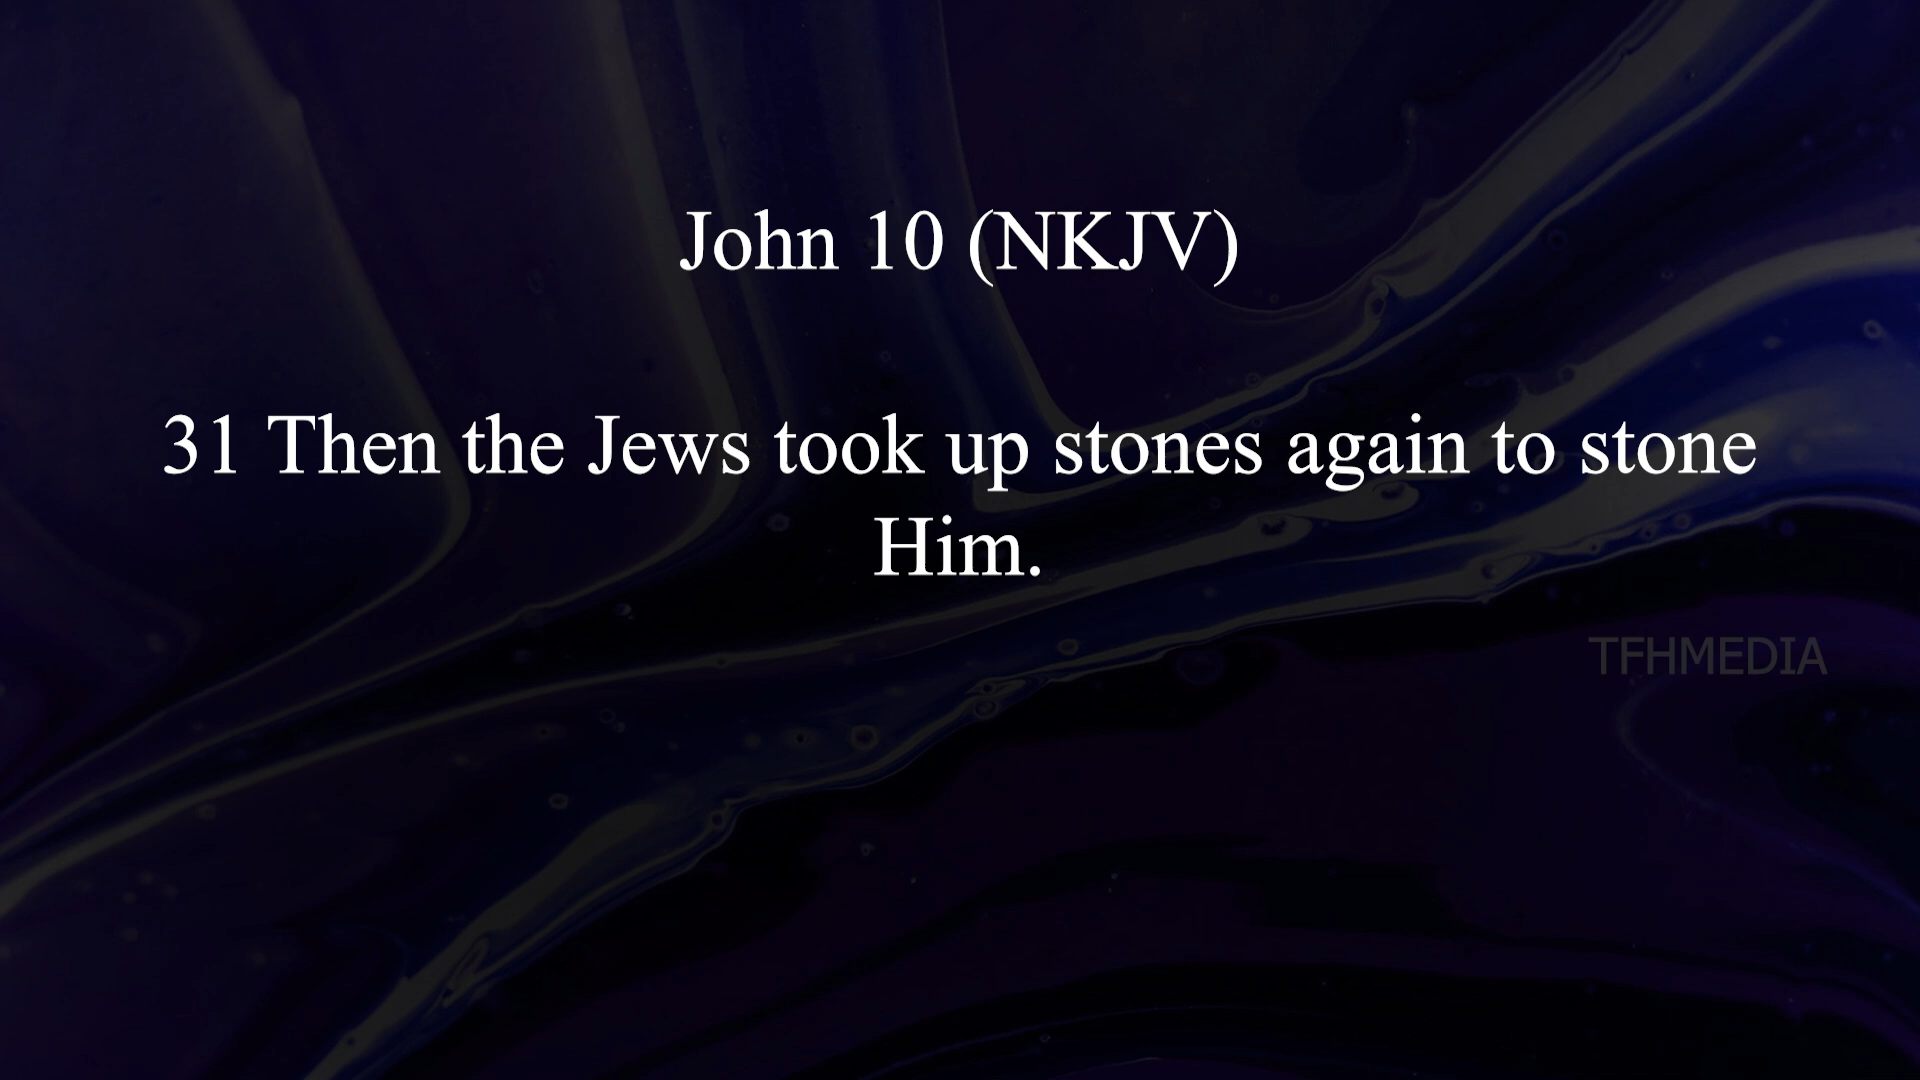 John 10 (NKJV)
31 Then the Jews took up stones again to stone
Him.
TFHMEDIA